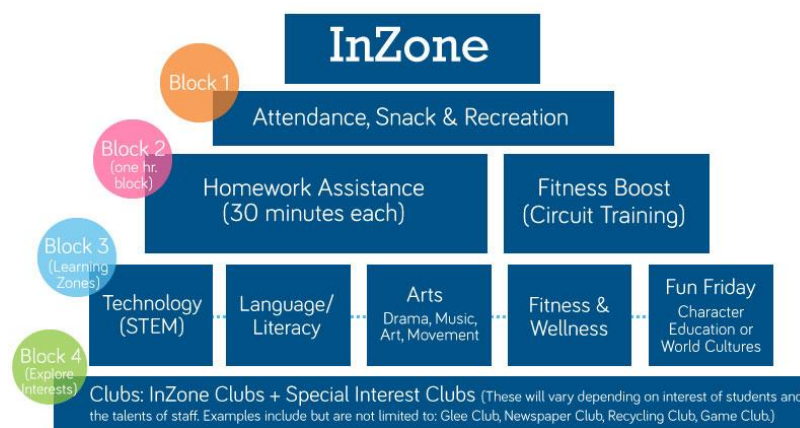 InZone
Block 1
Attendance, Snack & Recreation
Block 2
(one hr.
block)
Homework Assistance
(30 minutes each)
Fitness Boost
(Circuit Training)
Block 3
(Learning
Zones)
Technology
(STEM)
Language/
Literacy
Arts
Drama, Music,
Art, Movement
Fitness &
Wellness
Fun Friday
Character
Education or
World Cultures
Block 4
(Explore
Interests)
Clubs: InZone Clubs + Special Interest Clubs (These will vary depending on interest of students and
the talents of staff. Examples include but are not limited to: Glee Club, Newspaper Club, Recycling Club, Game Club.)